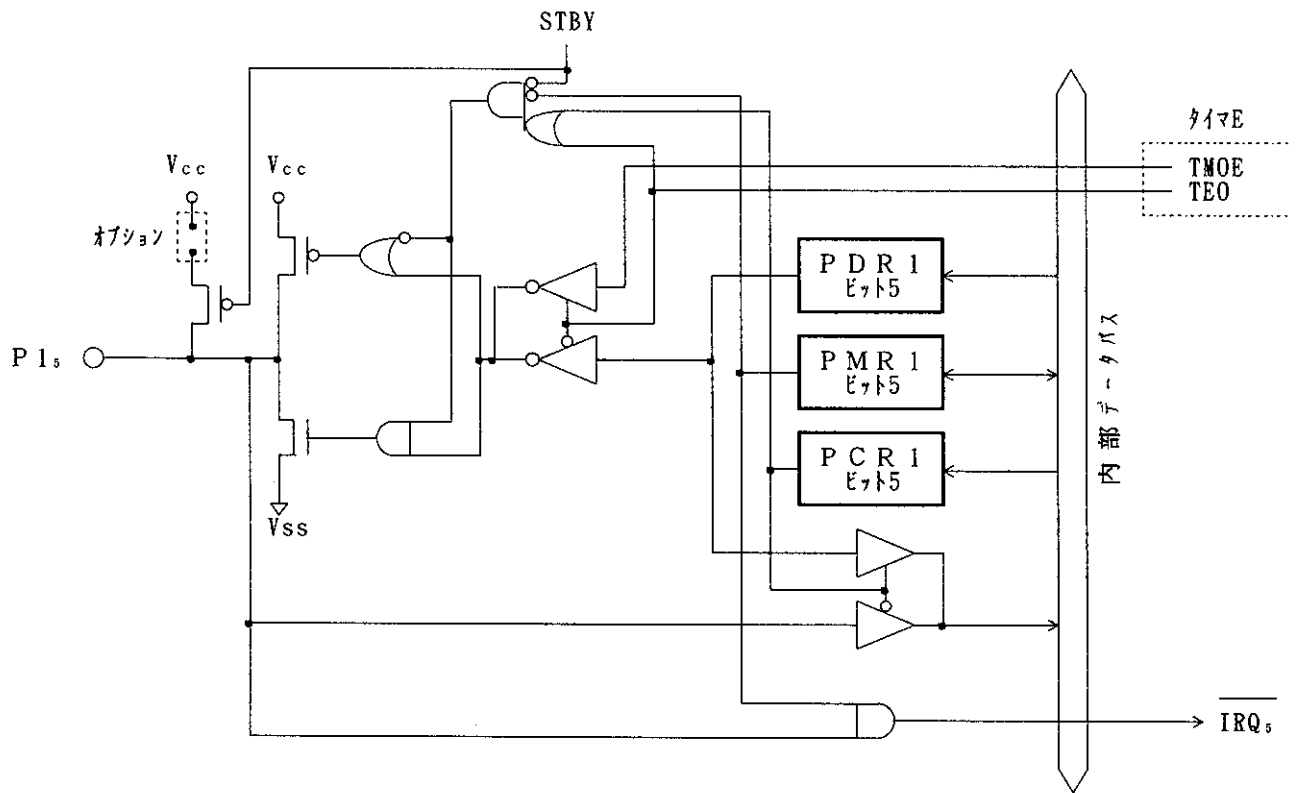 STBY
タイマE
TMOE
TEO
Vcc
Vcc
オプション
PDR1
ビット5
PMR1
ビット5
PCR1
ビット5
内部データバス
P1₅
Vss
IRQ₅